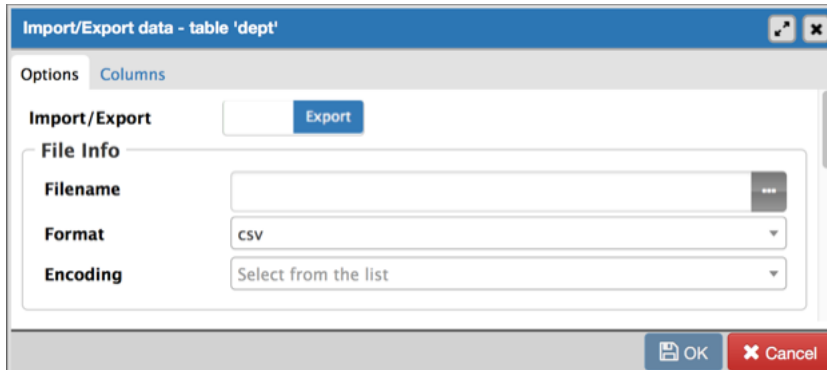 Import/Export data - table 'dept'
Options Columns
Import/Export Export
File Info
Filename ...
Format csv
Encoding Select from the list
OK Cancel